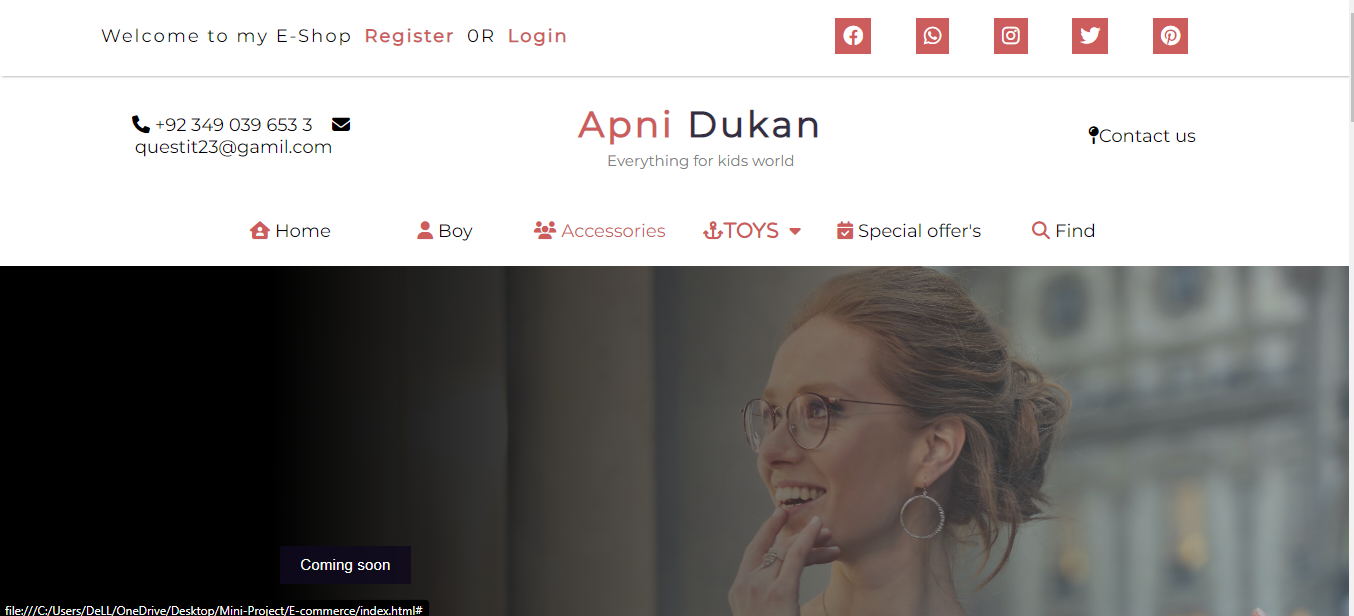 Welcome to my E-Shop Register OR Login
+92 349 039 653 3
questit23@gamil.com
Apni Dukan
Everything for kids world
Contact us
Home Boy Accessories TOYS Special offer's Find
Coming soon
file:///C:/Users/DeLL/OneDrive/Desktop/Mini-Project/E-commerce/index.html#